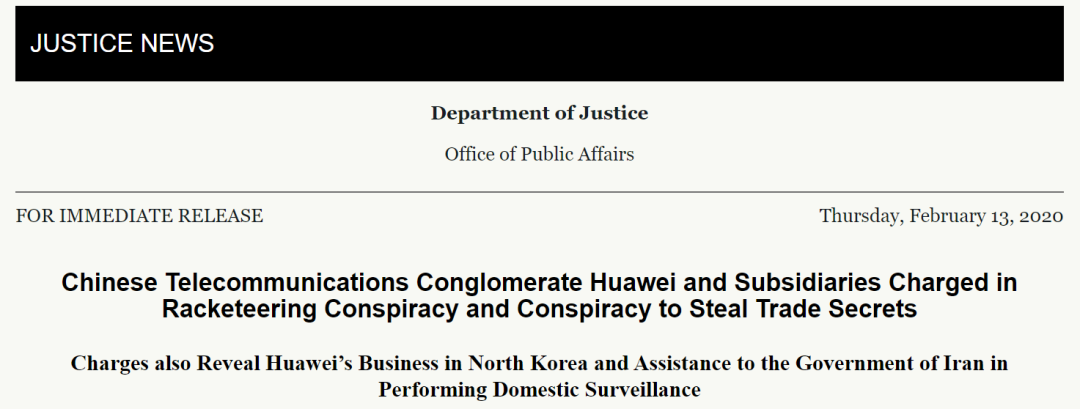 JUSTICE NEWS
Department of Justice
Office of Public Affairs
FOR IMMEDIATE RELEASE
Thursday, February 13, 2020
Chinese Telecommunications Conglomerate Huawei and Subsidiaries Charged in
Racketeering Conspiracy and Conspiracy to Steal Trade Secrets
Charges also Reveal Huawei’s Business in North Korea and Assistance to the Government of Iran in
Performing Domestic Surveillance